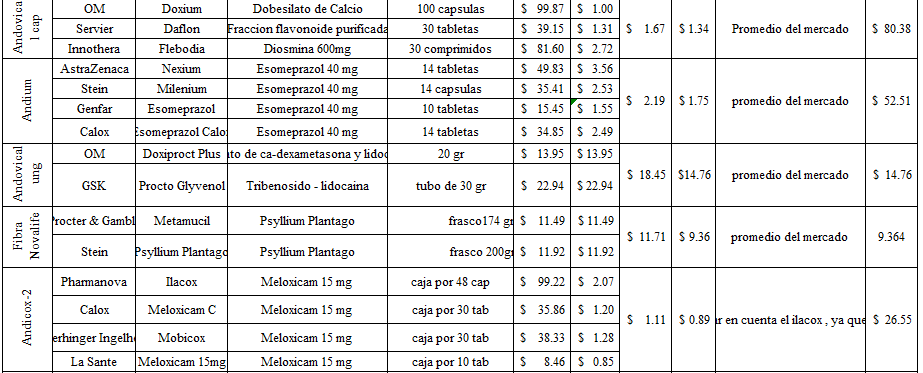 Andovical 1 cap
OM Doxium Dobesilato de Calcio 100 capsulas $ 99.87 $ 1.00
Servier Daflon Fraccion flavonoide purificada 30 tabletas $ 39.15 $ 1.31 $ 1.67 $ 1.34 Promedio del mercado $ 80.38
Innothera Flebodia Diosmina 600mg 30 comprimidos $ 81.60 $ 2.72
Andium
AstraZenaca Nexium Esomeprazol 40 mg 14 tabletas $ 49.83 $ 3.56
Stein Milenium Esomeprazol 40 mg 14 capsulas $ 35.41 $ 2.53
$ 2.19 $ 1.75 promedio del mercado $ 52.51
Genfar Esomeprazol Esomeprazol 40 mg 10 tabletas $ 15.45 $ 1.55
Calox Esomeprazol Calo Esomeprazol 40 mg 14 tabletas $ 34.85 $ 2.49
Andovical ung
OM Doxiproct Plus to de ca-dexametasona y lidoc 20 gr $ 13.95 $ 13.95
$ 18.45 $14.76 promedio del mercado $ 14.76
GSK Procto Glyvenol Tribenosido - lidocaina tubo de 30 gr $ 22.94 $ 22.94
Fibra Novalife
Procter & Gambl Metamucil Psyllium Plantago frasco174 gr $ 11.49 $ 11.49
$ 11.71 $ 9.36 promedio del mercado 9.364
Stein Psyllium Plantago Psyllium Plantago frasco 200gr $ 11.92 $ 11.92
Andicox-2
Pharmanova Ilacox Meloxicam 15 mg caja por 48 cap $ 99.22 $ 2.07
Calox Meloxicam C Meloxicam 15 mg caja por 30 tab $ 35.86 $ 1.20
$ 1.11 $ 0.89 ar en cuenta el ilacox , ya que $ 26.55
erhinger Ingelh Mobicox Meloxicam 15 mg caja por 30 tab $ 38.33 $ 1.28
La Sante Meloxicam 15mg Meloxicam 15 mg caja por 10 tab $ 8.46 $ 0.85